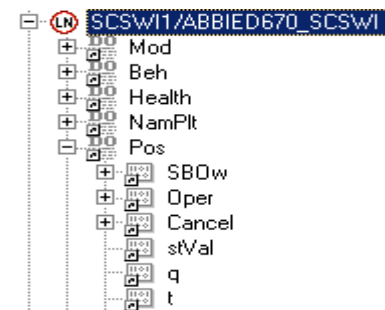 LN SCSWI1/ABBIED670_SCSWI
DO Mod
DO Beh
DO Health
DO NamPlt
DO Pos
SBOw
Oper
Cancel
stVal
q
t